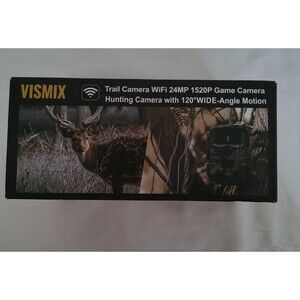 VISMIX
Trail Camera WiFi 24MP 1520P Game Camera
Hunting Camera with 120°WIDE-Angle Motion